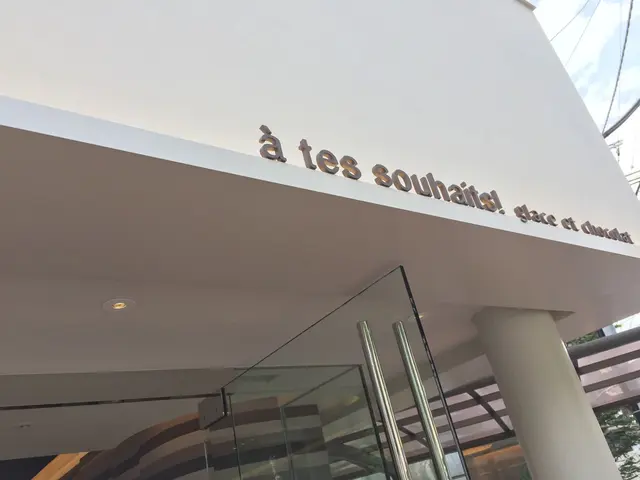 à tes souhaits! glace et chocolat